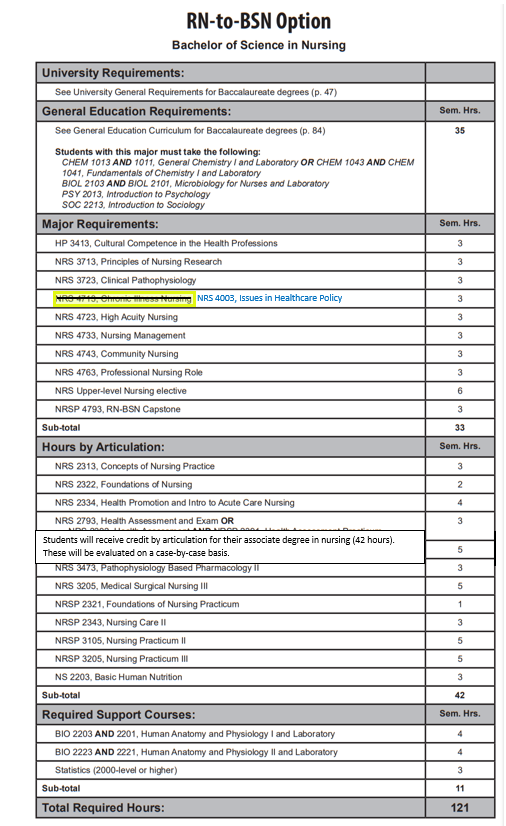 RN-to-BSN Option
Bachelor of Science in Nursing
University Requirements:
See University General Requirements for Baccalaureate degrees (p. 47)
General Education Requirements: Sem. Hrs.
See General Education Curriculum for Baccalaureate degrees (p. 84) 35
Students with this major must take the following:
CHEM 1013 AND 1011, General Chemistry I and Laboratory OR CHEM 1043 AND CHEM
1041, Fundamentals of Chemistry I and Laboratory
BIOL 2103 AND BIOL 2101, Microbiology for Nurses and Laboratory
PSY 2013, Introduction to Psychology
SOC 2213, Introduction to Sociology
Major Requirements: Sem. Hrs.
HP 3413, Cultural Competence in the Health Professions 3
NRS 3713, Principles of Nursing Research 3
NRS 3723, Clinical Pathophysiology 3
NRS 4713, Chronic Illness Nursing NRS 4003, Issues in Healthcare Policy 3
NRS 4723, High Acuity Nursing 3
NRS 4733, Nursing Management 3
NRS 4743, Community Nursing 3
NRS 4763, Professional Nursing Role 3
NRS Upper-level Nursing elective 6
NRSP 4793, RN-BSN Capstone 3
Sub-total 33
Hours by Articulation: Sem. Hrs.
NRS 2313, Concepts of Nursing Practice 3
NRS 2322, Foundations of Nursing 2
NRS 2334, Health Promotion and Intro to Acute Care Nursing 4
NRS 2793, Health Assessment and Exam OR 3
Students will receive credit by articulation for their associate degree in nursing (42 hours).
These will be evaluated on a case-by-case basis. 5
NRS 3473, Pathophysiology Based Pharmacology II 3
NRS 3205, Medical Surgical Nursing III 5
NRSP 2321, Foundations of Nursing Practicum 1
NRSP 2343, Nursing Care II 3
NRSP 3105, Nursing Practicum II 5
NRSP 3205, Nursing Practicum III 5
NS 2203, Basic Human Nutrition 3
Sub-total 42
Required Support Courses: Sem. Hrs.
BIO 2203 AND 2201, Human Anatomy and Physiology I and Laboratory 4
BIO 2223 AND 2221, Human Anatomy and Physiology II and Laboratory 4
Statistics (2000-level or higher) 3
Sub-total 11
Total Required Hours: 121